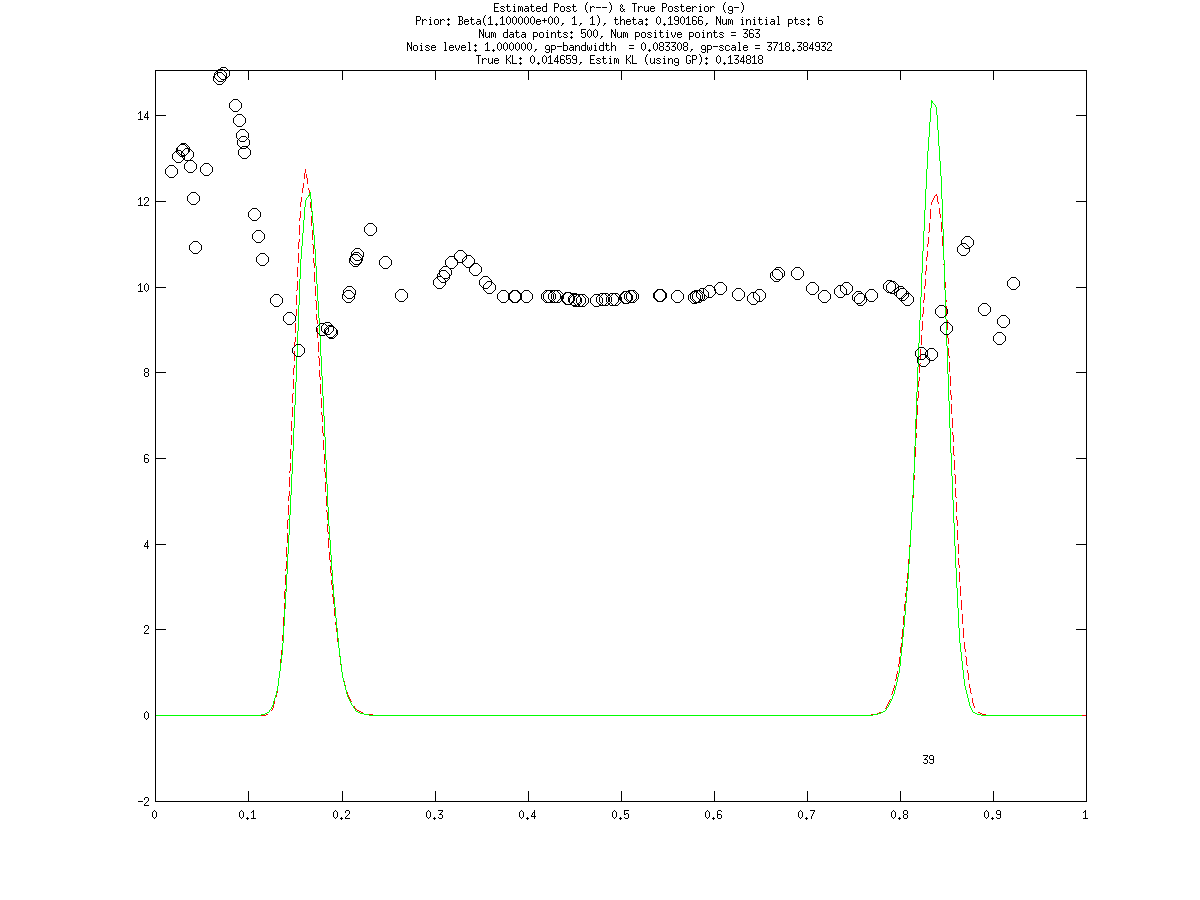 Estimated Post (r--) & True Posterior (g-)
Prior: Beta(1.100000e+00, 1, 1), theta: 0.190166, Num initial pts: 6
Num data points: 500, Num positive points = 363
Noise level: 1.000000, gp-bandwidth  = 0.083308, gp-scale = 3718.384932
True KL: 0.014659, Estim KL (using GP): 0.134818
14
12
10
8
6
4
2
0
39
-2
0 0.1 0.2 0.3 0.4 0.5 0.6 0.7 0.8 0.9 1